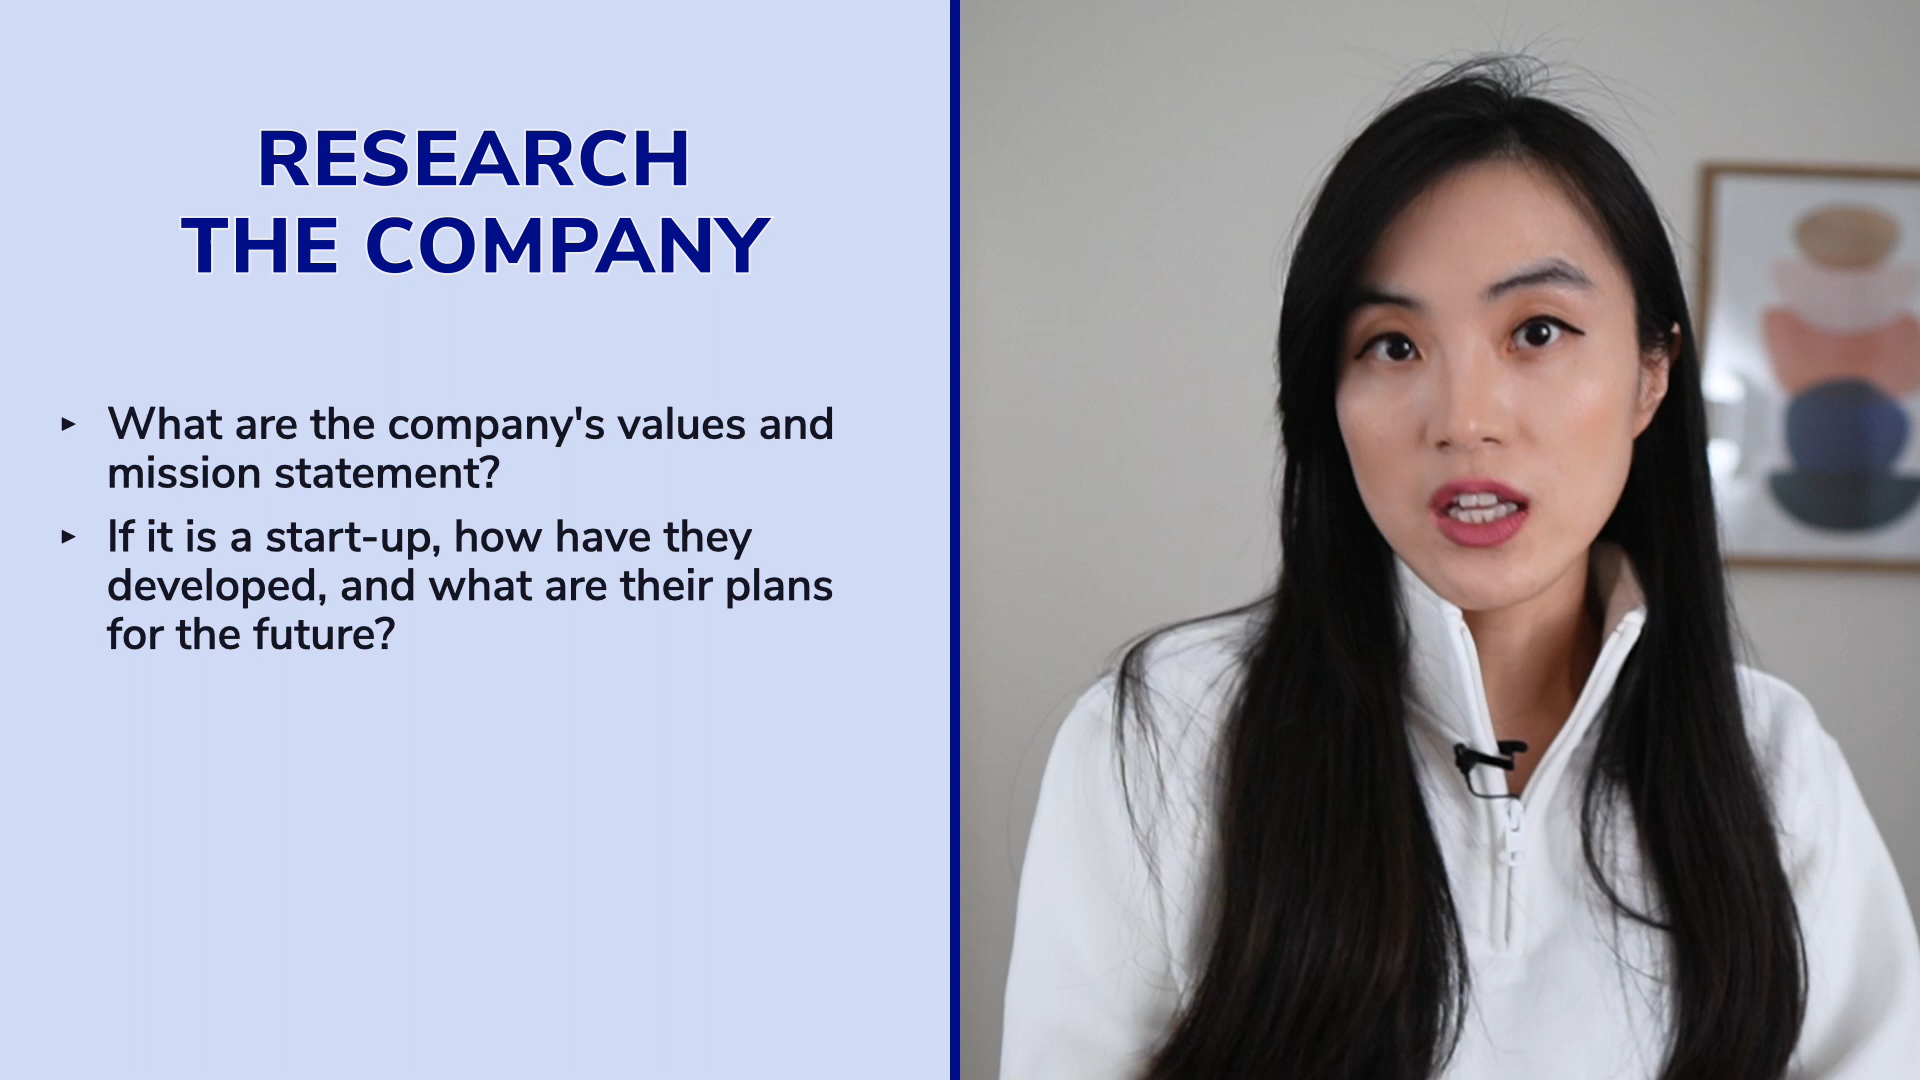 RESEARCH
THE COMPANY
▸ What are the company's values and
mission statement?
▸ If it is a start-up, how have they
developed, and what are their plans
for the future?